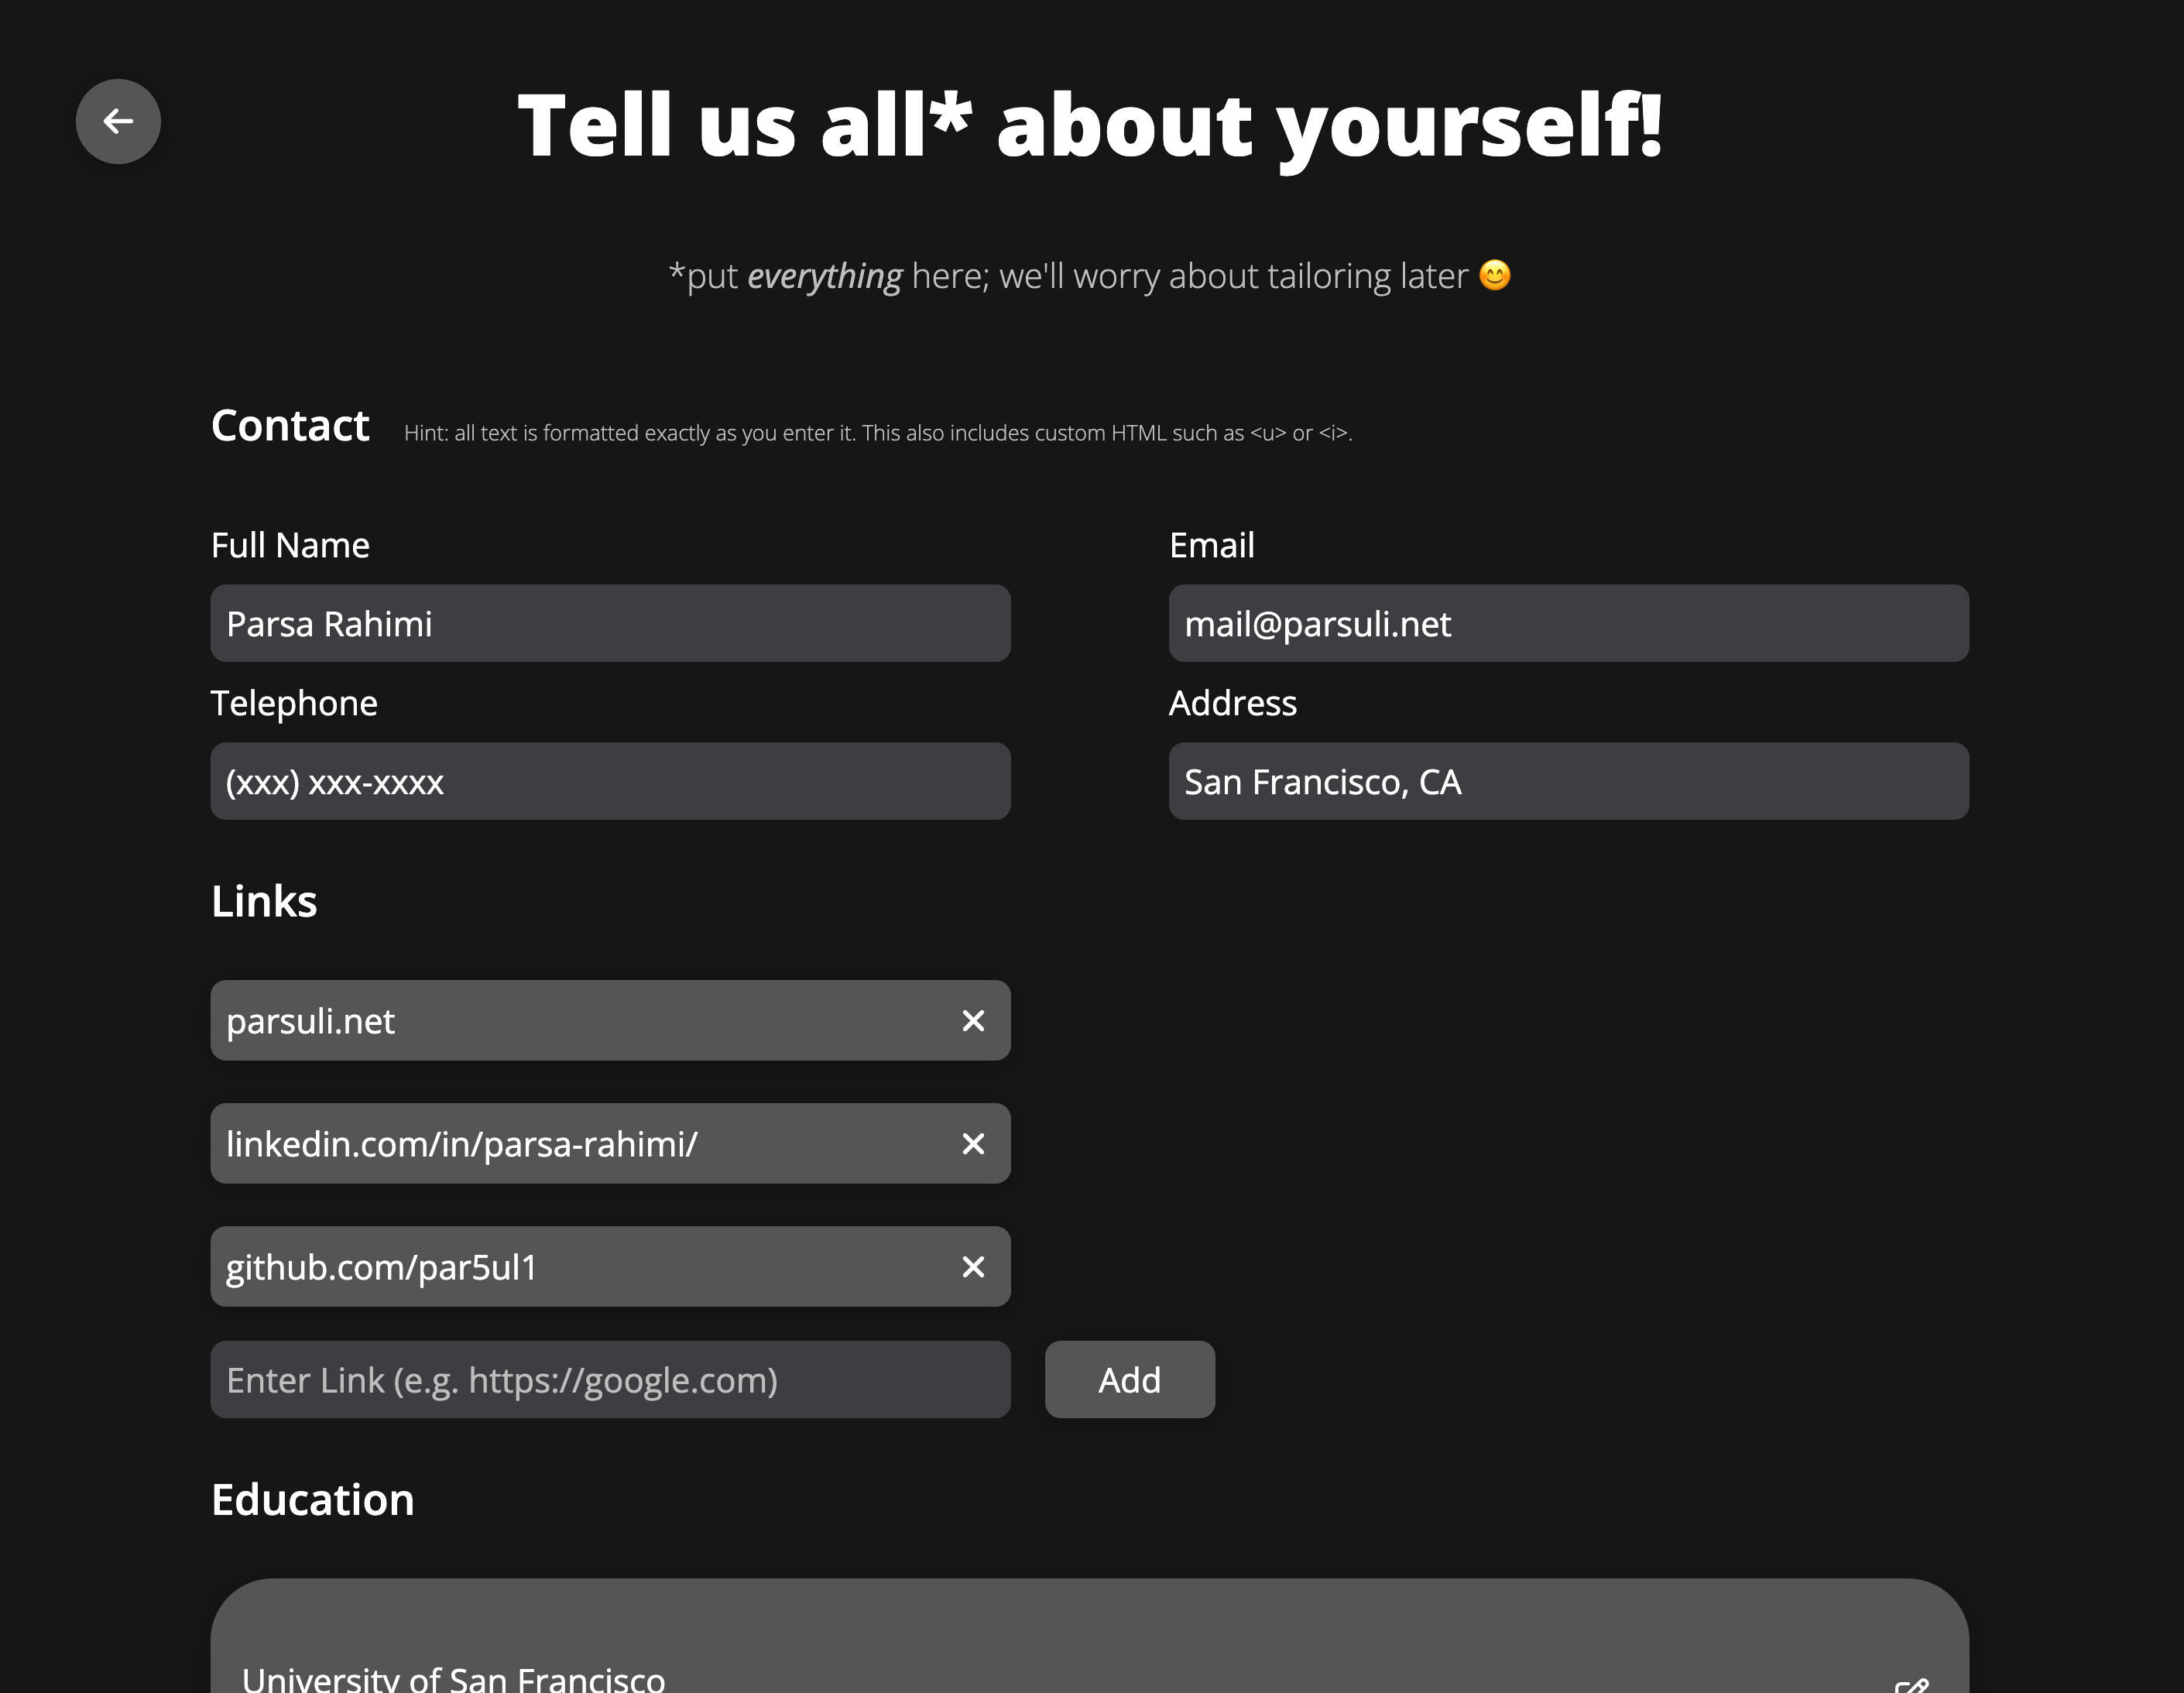 Tell us all* about yourself!
*put everything here; we'll worry about tailoring later 😊
Contact
Hint: all text is formatted exactly as you enter it. This also includes custom HTML such as <u> or <i>.
Full Name
Email
Parsa Rahimi
mail@parsuli.net
Telephone
Address
(xxx) xxx-xxxx
San Francisco, CA
Links
parsuli.net
linkedin.com/in/parsa-rahimi/
github.com/par5ul1
Enter Link (e.g. https://google.com)
Add
Education
University of San Francisco